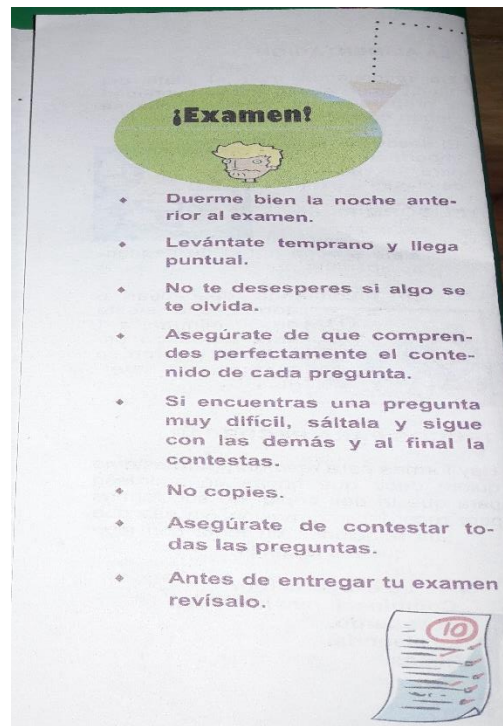 ¡Examen!
Duerme bien la noche ante-
rior al examen.
Levántate temprano y llega
puntual.
No te desesperes si algo se
te olvida.
Asegúrate de que compren-
des perfectamente el conte-
nido de cada pregunta.
Si encuentras una pregunta
muy difícil, sáltala y sigue
con las demás y al final la
contestas.
No copies.
Asegúrate de contestar to-
das las preguntas.
Antes de entregar tu examen
revísalo.
10